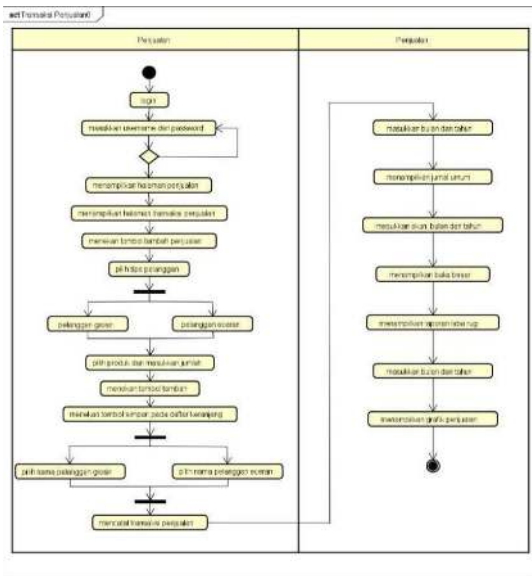 act Transaksi Penjualan0
Penjualan
Penjualan
login
masukkan username dan password
menampilkan halaman penjualan
menampilkan halaman transaksi penjualan
menekan tombol tambah penjualan
pilih tipe pelanggan
pelanggan grosir
pelanggan eceran
pilih produk dan masukkan jumlah
menekan tombol tambah
menekan tombol simpan pada daftar keranjang
pilih nama pelanggan grosir
pilih nama pelanggan eceran
mencatat transaksi penjualan
masukkan bulan dan tahun
menampilkan jurnal umum
masukkan akun, bulan dan tahun
menampilkan buku besar
menampilkan laporan laba rugi
masukkan bulan dan tahun
menampilkan grafik penjualan